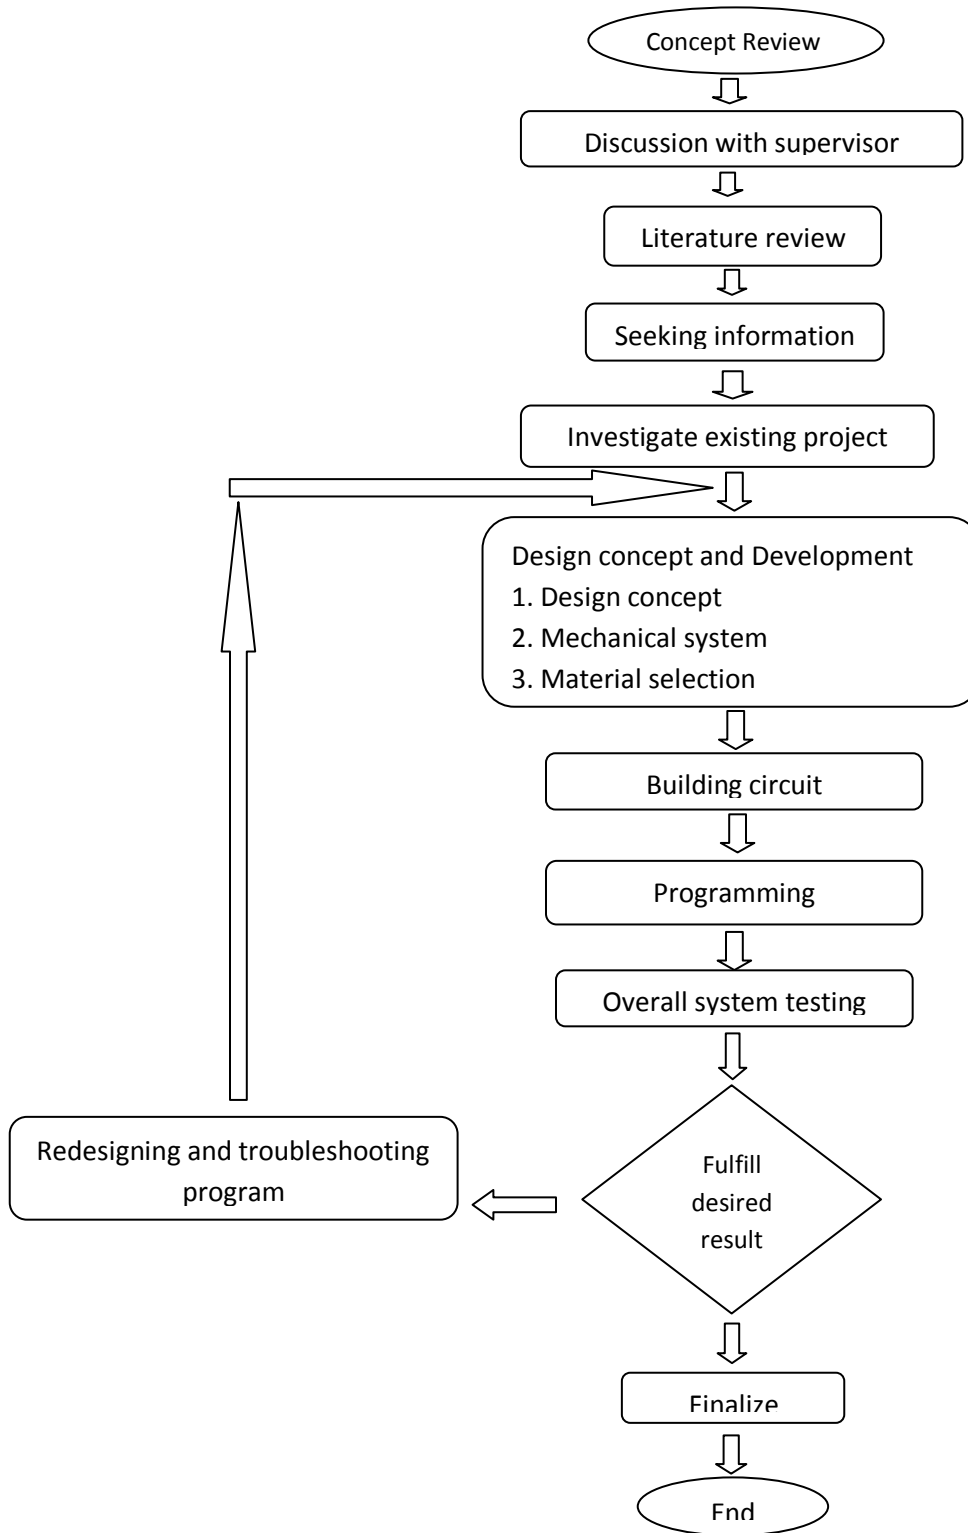 Concept Review
Discussion with supervisor
Literature review
Seeking information
Investigate existing project
Design concept and Development
1. Design concept
2. Mechanical system
3. Material selection
Building circuit
Programming
Overall system testing
Fulfill
desired
result
Redesigning and troubleshooting
program
Finalize
End